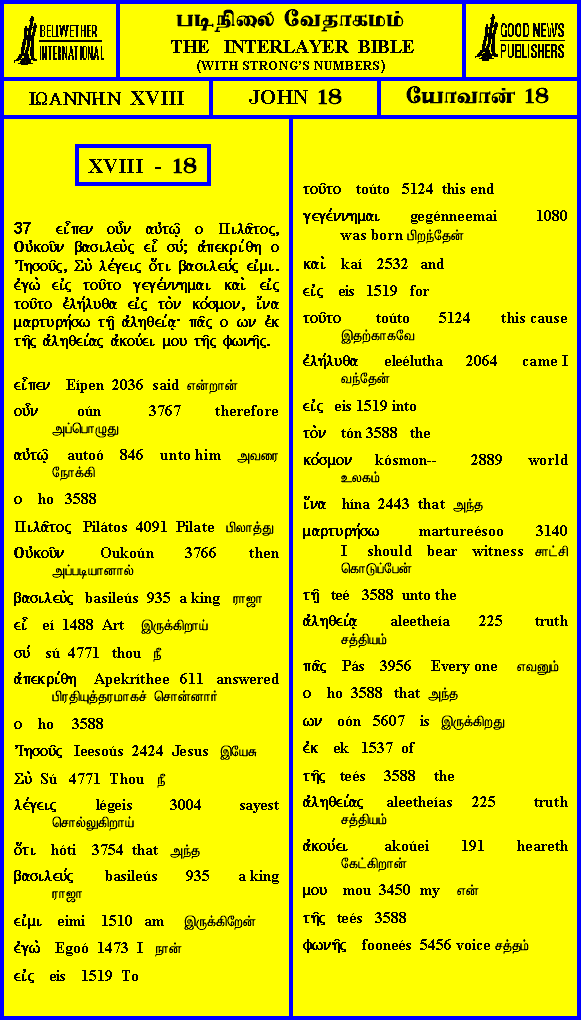 BELLWETHER
INTERNATIONAL
படிநிலை வேதாகமம்
THE INTERLAYER BIBLE
(WITH STRONG'S NUMBERS)
GOOD NEWS
PUBLISHERS
ΙΩΑΝΝΗΝ XVIII
JOHN 18
யோவான் 18
XVIII - 18
37 εἶπεν οὖν αὐτῷ ο Πιλᾶτος,
Οὐκοῦν βασιλεὺς εἶ σύ; ἀπεκρίθη ο
Ἰησοῦς, Σὺ λέγεις ὅτι βασιλεύς εἰμι.
ἐγὼ εἰς τοῦτο γεγέννημαι καὶ εἰς
τοῦτο ἐλήλυθα εἰς τὸν κόσμον, ἵνα
μαρτυρήσω τῇ ἀληθείᾳ· πᾶς ο ων ἐκ
τῆς ἀληθείας ἀκούει μου τῆς φωνῆς.
εἶπεν Eípen 2036 said என்றான்
οὖν oún 3767 therefore
அப்பொழுது
αὐτῷ autoó 846 unto him அவரை
நோக்கி
ο ho 3588
Πιλᾶτος Pilátos 4091 Pilate பிலாத்து
Οὐκοῦν Oukoún 3766 then
அப்படியானால்
βασιλεὺς basileús 935 a king ராஜா
εἶ eí 1488 Art இருக்கிறாய்
σύ sú 4771 thou நீ
ἀπεκρίθη Apekríthee 611 answered
பிரதியுத்தரமாகச் சொன்னார்
ο ho 3588
Ἰησοῦς Ieesoús 2424 Jesus இயேசு
Σὺ Sú 4771 Thou நீ
λέγεις légeis 3004 sayest
சொல்லுகிறாய்
ὅτι hóti 3754 that அந்த
βασιλεύς basileús 935 a king
ராஜா
εἰμι eimi 1510 am இருக்கிறேன்
ἐγὼ Egoó 1473 I நான்
εἰς eis 1519 To
τοῦτο toúto 5124 this end
γεγέννημαι gegénneemai 1080
was born பிறந்தேன்
καὶ kaí 2532 and
εἰς eis 1519 for
τοῦτο toúto 5124 this cause
இதற்காகவே
ἐλήλυθα eleélutha 2064 came I
வந்தேன்
εἰς eis 1519 into
τὸν tón 3588 the
κόσμον kósmon-- 2889 world
உலகம்
ἵνα hína 2443 that அந்த
μαρτυρήσω martureésoo 3140
I should bear witness சாட்சி
கொடுப்பேன்
τῇ teé 3588 unto the
ἀληθείᾳ aleetheía 225 truth
சத்தியம்
πᾶς Pás 3956 Every one எவனும்
ο ho 3588 that அந்த
ων oón 5607 is இருக்கிறது
ἐκ ek 1537 of
τῆς teés 3588 the
ἀληθείας aleetheías 225 truth
சத்தியம்
ἀκούει akoúei 191 heareth
கேட்கிறான்
μου mou 3450 my என்
τῆς teés 3588
φωνῆς fooneés 5456 voice சத்தம்